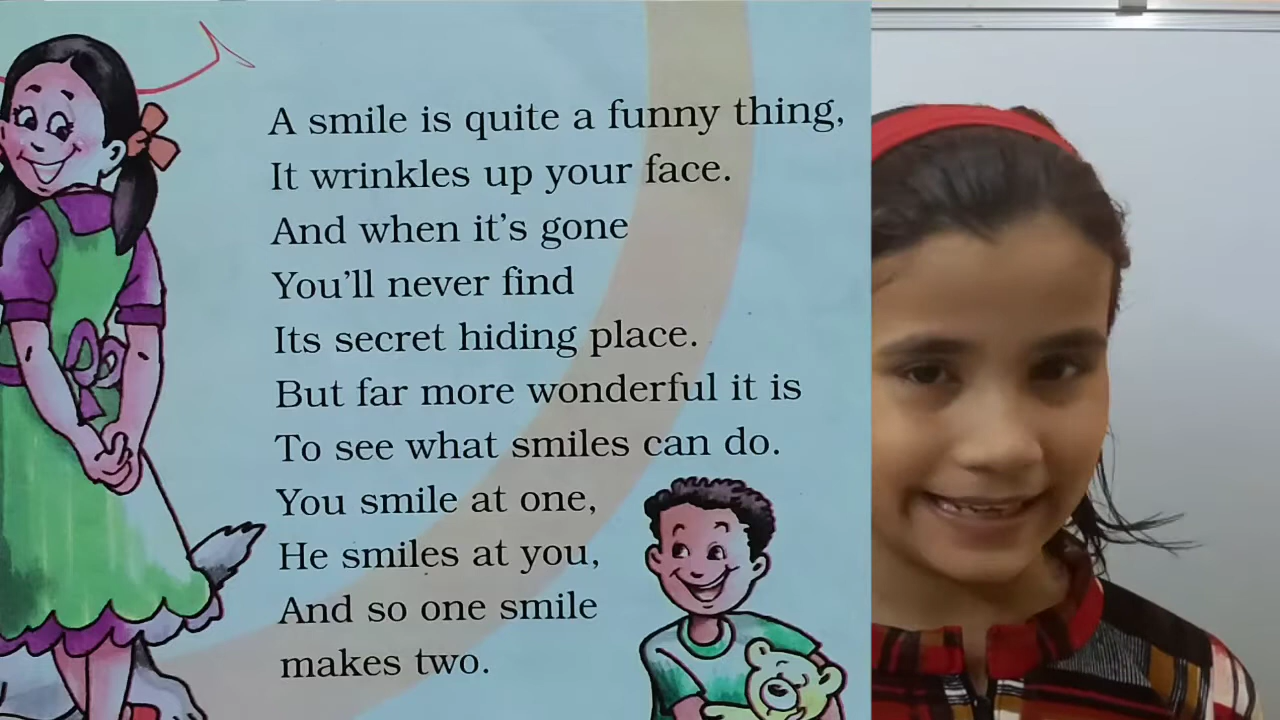 A smile is quite a funny thing,
It wrinkles up your face.
And when it's gone
You'll never find
Its secret hiding place.
But far more wonderful it is
To see what smiles can do.
You smile at one,
He smiles at you,
And so one smile
makes two.